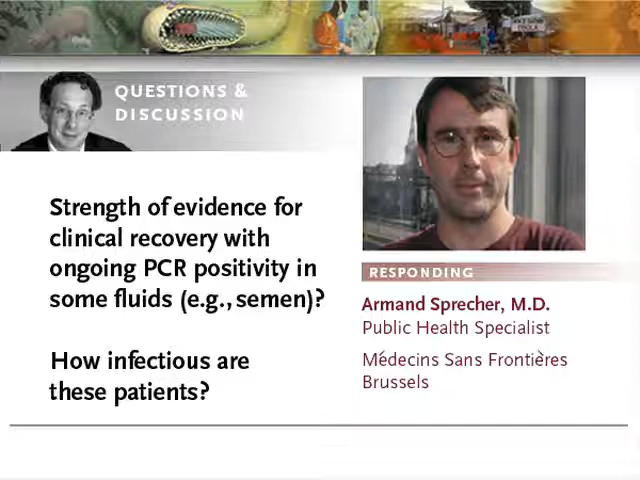 QUESTIONS &
DISCUSSION
Strength of evidence for
clinical recovery with
ongoing PCR positivity in
some fluids (e.g., semen)?
How infectious are
these patients?
RESPONDING
Armand Sprecher, M.D.
Public Health Specialist
Médecins Sans Frontières
Brussels